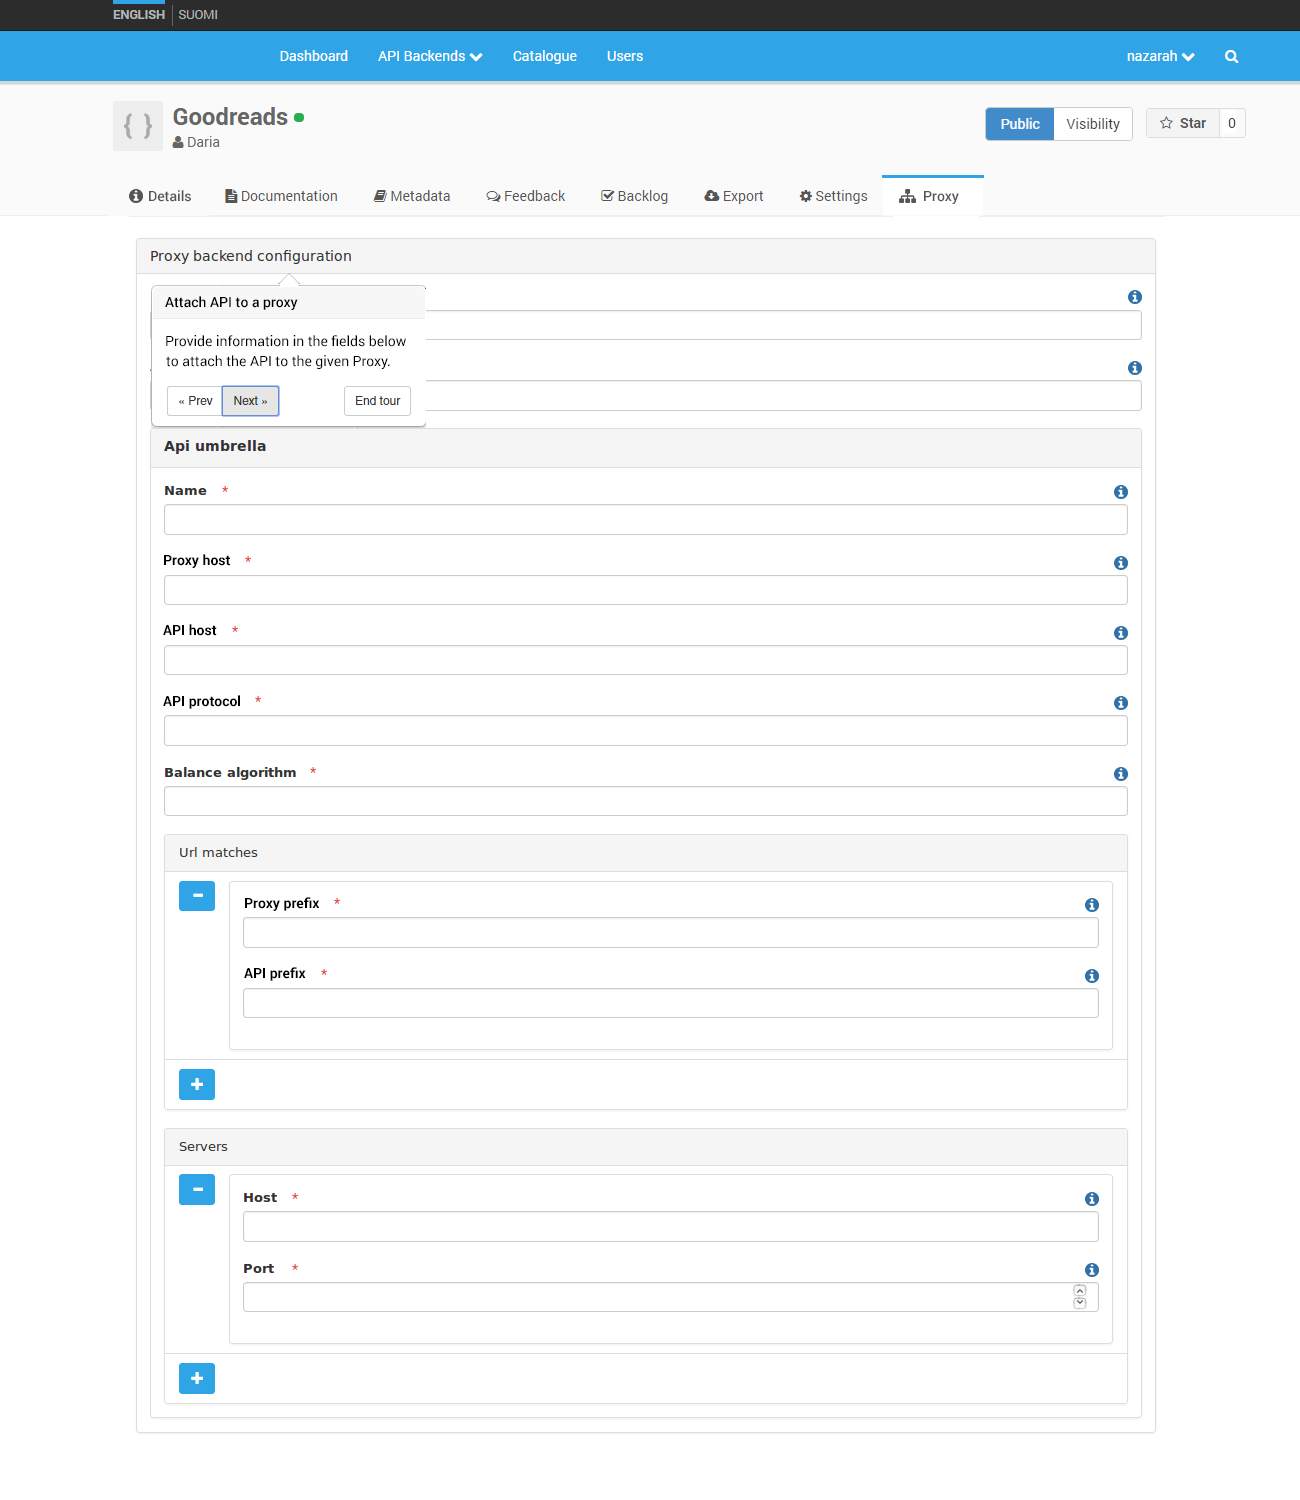 ENGLISH SUOMI
Dashboard API Backends Catalogue Users nazarah
Goodreads
Daria
Public Visibility Star 0
Details Documentation Metadata Feedback Backlog Export Settings Proxy
Proxy backend configuration
Attach API to a proxy
Provide information in the fields below
to attach the API to the given Proxy.
« Prev Next » End tour
Api umbrella
Name *
Proxy host *
API host *
API protocol *
Balance algorithm *
Url matches
Proxy prefix *
API prefix *
Servers
Host *
Port *